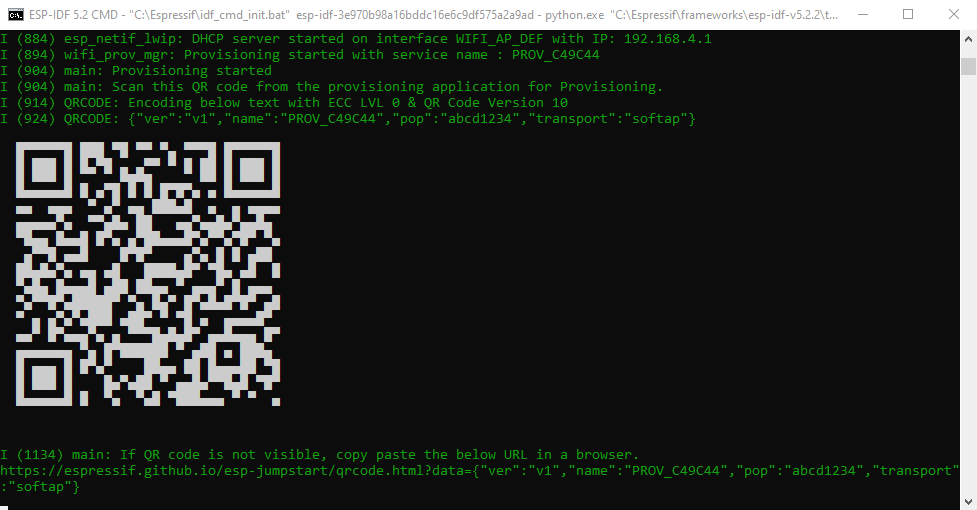 ESP-IDF 5.2 CMD - "C:\Espressif\idf_cmd_init.bat"  esp-idf-3e970b98a16bddc16e6c9df575a2a9ad - python.exe  "C:\Espressif\frameworks\esp-idf-v5.2.2\t...
I (884) esp_netif_lwip: DHCP server started on interface WIFI_AP_DEF with IP: 192.168.4.1
I (894) wifi_prov_mgr: Provisioning started with service name : PROV_C49C44
I (904) main: Provisioning started
I (904) main: Scan this QR code from the provisioning application for Provisioning.
I (914) QRCODE: Encoding below text with ECC LVL 0 & QR Code Version 10
I (924) QRCODE: {"ver":"v1","name":"PROV_C49C44","pop":"abcd1234","transport":"softap"}
I (1134) main: If QR code is not visible, copy paste the below URL in a browser.
https://espressif.github.io/esp-jumpstart/qrcode.html?data={"ver":"v1","name":"PROV_C49C44","pop":"abcd1234","transport"
:"softap"}